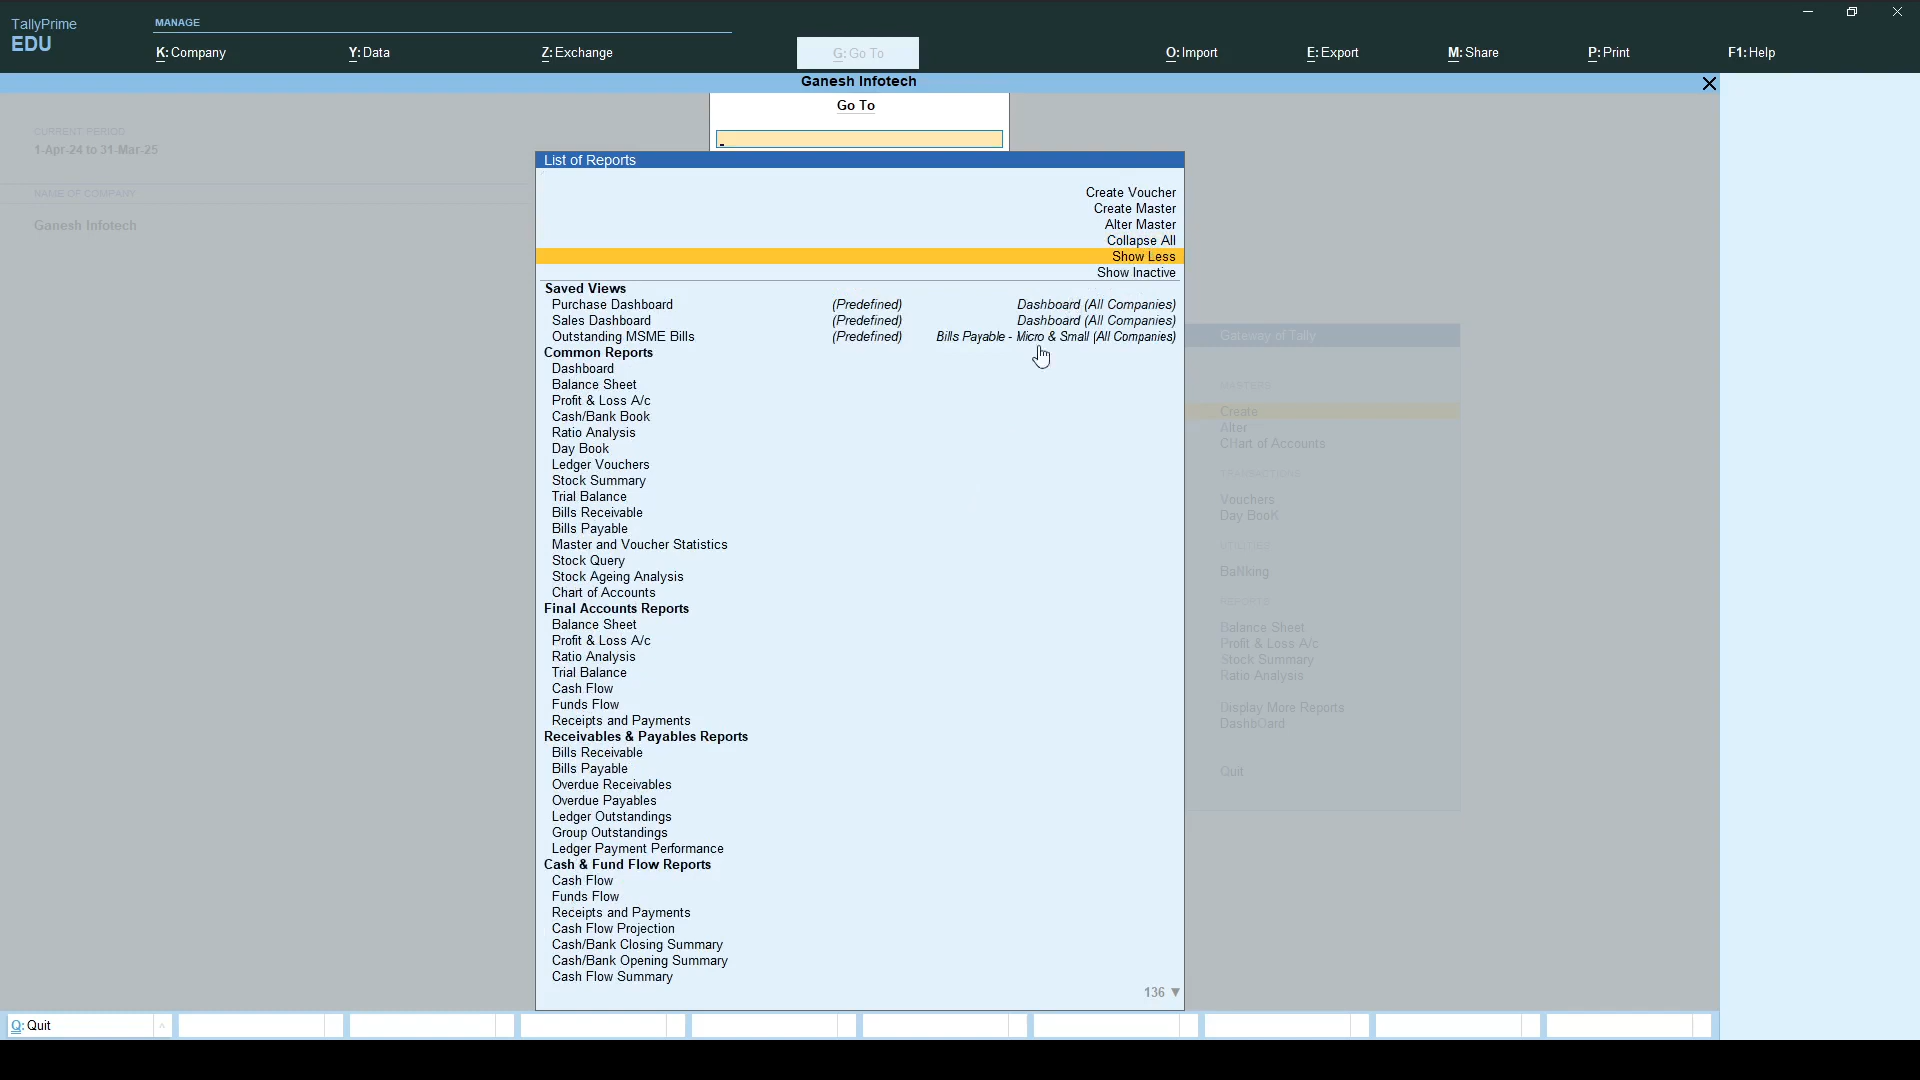 TallyPrime
EDU
MANAGE
K: Company
Y: Data
Z: Exchange
G: Go To
O: Import
E: Export
M: Share
P: Print
F1: Help
Ganesh Infotech
Go To
CURRENT PERIOD
1-Apr-24 to 31-Mar-25
NAME OF COMPANY
Ganesh Infotech
List of Reports
Create Voucher
Create Master
Alter Master
Collapse All
Show Less
Show Inactive
Saved Views
Purchase Dashboard (Predefined) Dashboard (All Companies)
Sales Dashboard (Predefined) Dashboard (All Companies)
Outstanding MSME Bills (Predefined) Bills Payable - Micro & Small (All Companies)
Common Reports
Dashboard
Balance Sheet
Profit & Loss A/c
Cash/Bank Book
Ratio Analysis
Day Book
Ledger Vouchers
Stock Summary
Trial Balance
Bills Receivable
Bills Payable
Master and Voucher Statistics
Stock Query
Stock Ageing Analysis
Chart of Accounts
Final Accounts Reports
Balance Sheet
Profit & Loss A/c
Ratio Analysis
Trial Balance
Cash Flow
Funds Flow
Receipts and Payments
Receivables & Payables Reports
Bills Receivable
Bills Payable
Overdue Receivables
Overdue Payables
Ledger Outstandings
Group Outstandings
Ledger Payment Performance
Cash & Fund Flow Reports
Cash Flow
Funds Flow
Receipts and Payments
Cash Flow Projection
Cash/Bank Closing Summary
Cash/Bank Opening Summary
Cash Flow Summary
136 ▼
Gateway of Tally
MASTERS
Create
Alter
CHart of Accounts
TRANSACTIONS
Vouchers
Day BooK
UTILITIES
BaNking
REPORTS
Balance Sheet
Profit & Loss A/c
Stock Summary
Ratio Analysis
Display More Reports
DashbOard
Quit
Q: Quit